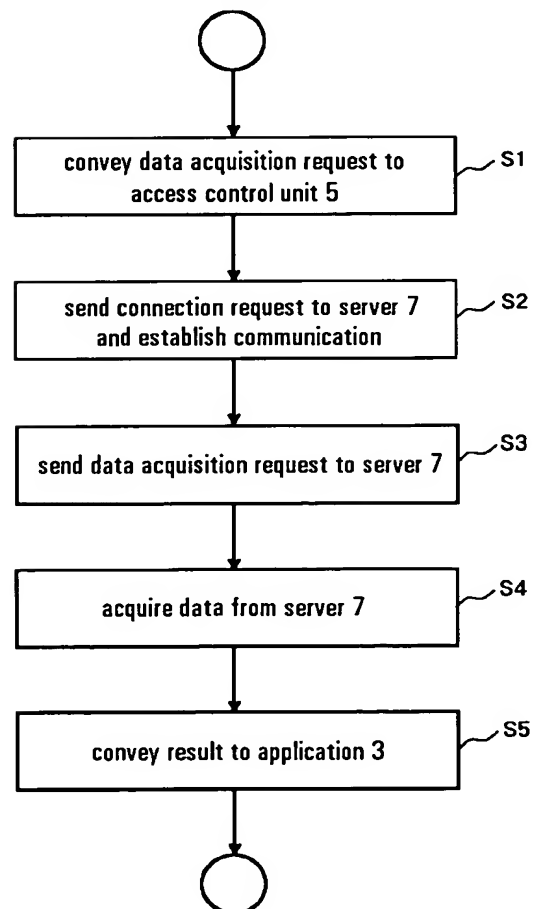 convey data acquisition request to
access control unit 5
S1
send connection request to server 7
and establish communication
S2
send data acquisition request to server 7
S3
acquire data from server 7
S4
convey result to application 3
S5